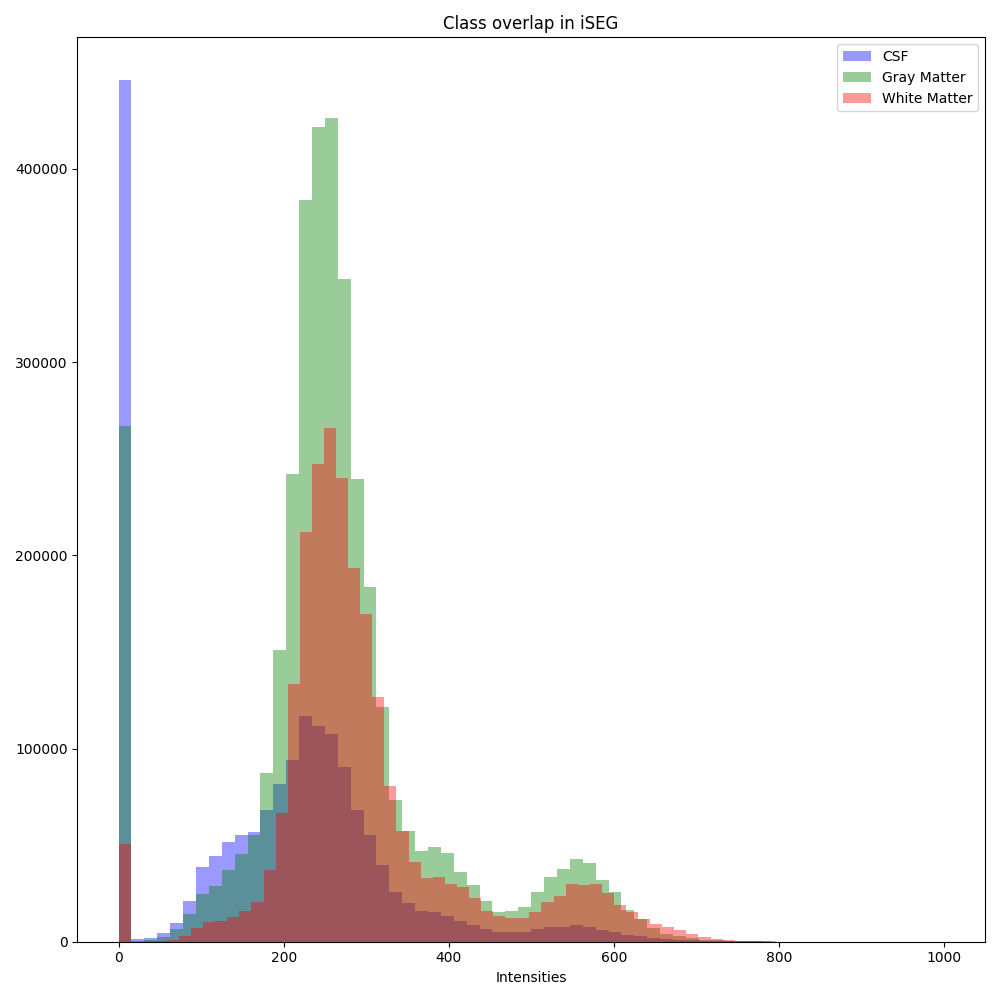 Class overlap in iSEG
CSF
Gray Matter
White Matter
400000
300000
200000
100000
0
0 200 400 600 800 1000
Intensities